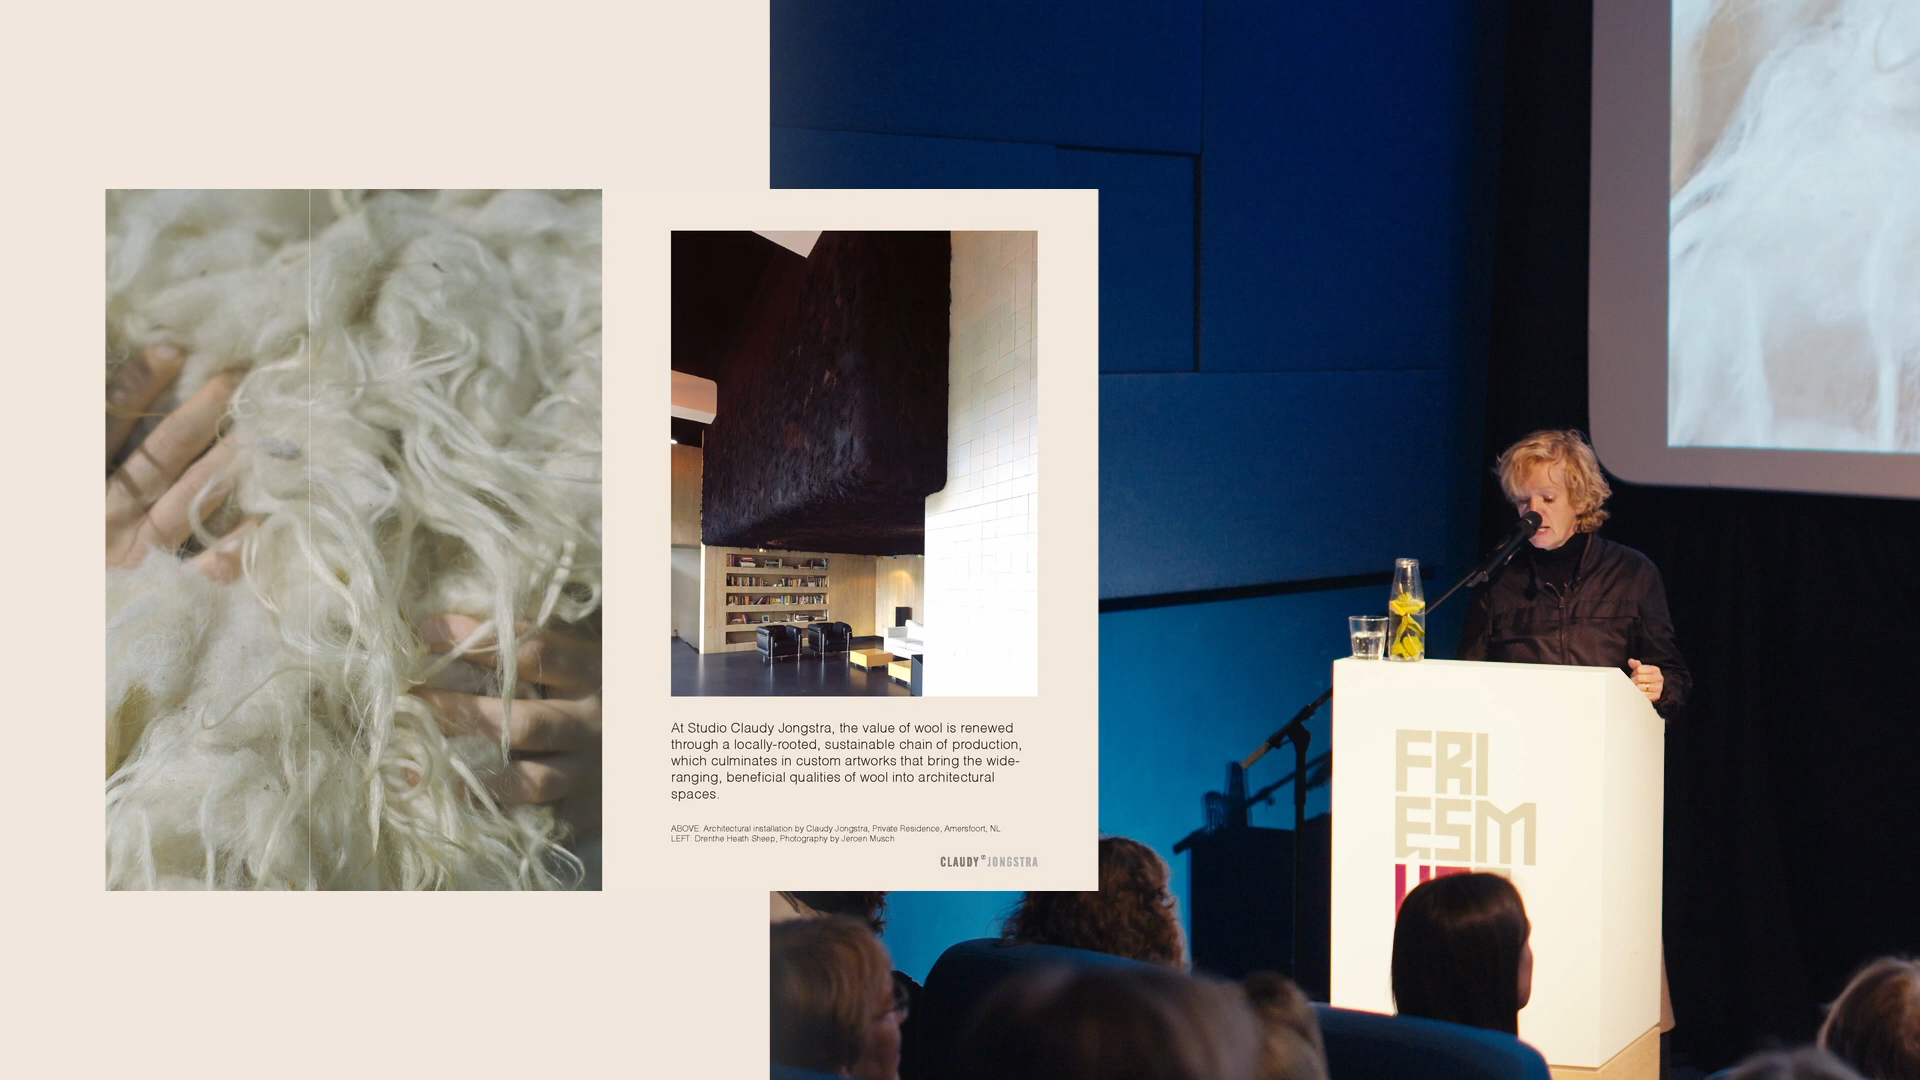 At Studio Claudy Jongstra, the value of wool is renewed
through a locally-rooted, sustainable chain of production,
which culminates in custom artworks that bring the wide-
ranging, beneficial qualities of wool into architectural
spaces.
ABOVE: Architectural installation by Claudy Jongstra, Private Residence, Amersfoort, NL
LEFT: Drenthe Heath Sheep, Photography by Jeroen Musch
CLAUDY JONGSTRA
FRI
ESM